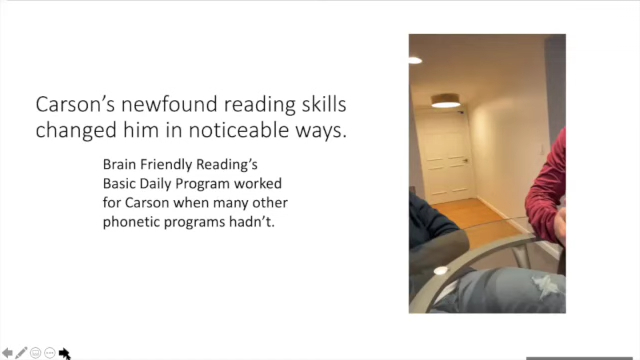 Carson’s newfound reading skills
changed him in noticeable ways.
Brain Friendly Reading’s
Basic Daily Program worked
for Carson when many other
phonetic programs hadn’t.